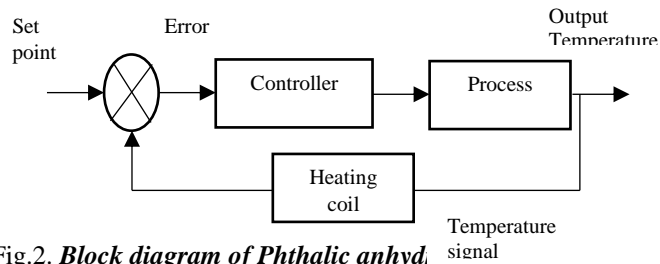 Set
point
Error
Output
Temperature
Controller
Process
Heating
coil
Temperature
signal
Fig.2. Block diagram of Phthalic